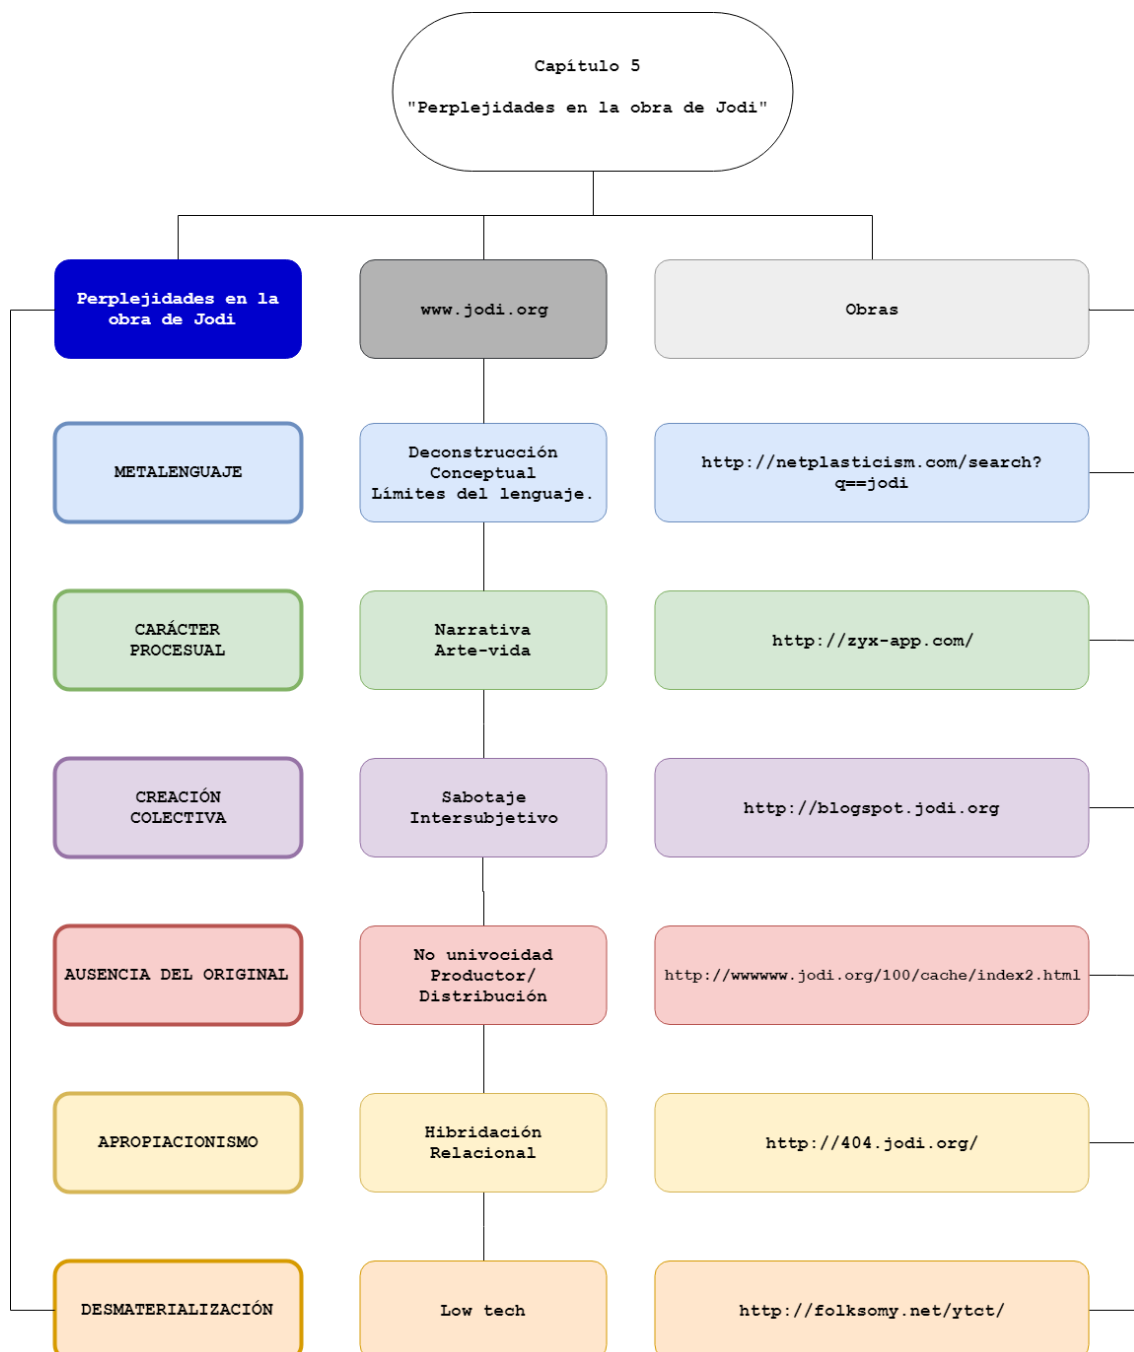 Capítulo 5
"Perplejidades en la obra de Jodi"
Perplejidades en la
obra de Jodi
www.jodi.org
Obras
METALENGUAJE
Deconstrucción
Conceptual
Límites del lenguaje.
http://netplasticism.com/search?
q==jodi
CARÁCTER
PROCESUAL
Narrativa
Arte-vida
http://zyx-app.com/
CREACIÓN
COLECTIVA
Sabotaje
Intersubjetivo
http://blogspot.jodi.org
AUSENCIA DEL ORIGINAL
No univocidad
Productor/
Distribución
http://wwwwww.jodi.org/100/cache/index2.html
APROPIACIONISMO
Hibridación
Relacional
http://404.jodi.org/
DESMATERIALIZACIÓN
Low tech
http://folksomy.net/ytct/